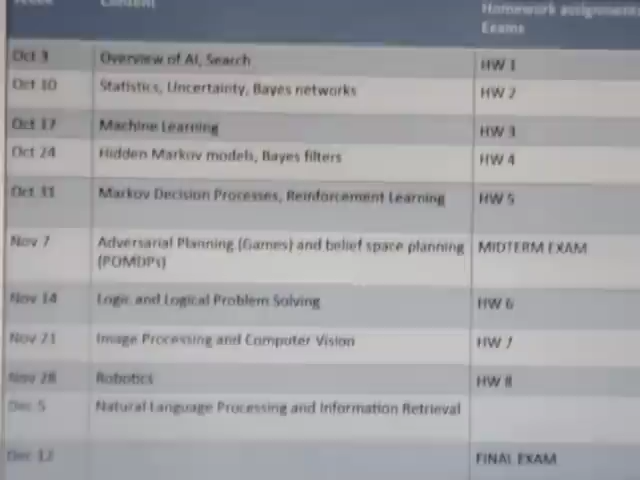 Week Content Homework assignments
Exams
Oct 3 Overview of AI, Search HW 1
Oct 10 Statistics, Uncertainty, Bayes networks HW 2
Oct 17 Machine Learning HW 3
Oct 24 Hidden Markov models, Bayes filters HW 4
Oct 31 Markov Decision Processes, Reinforcement Learning HW 5
Nov 7 Adversarial Planning (Games) and belief space planning MIDTERM EXAM
(POMDPs)
Nov 14 Logic and Logical Problem Solving HW 6
Nov 21 Image Processing and Computer Vision HW 7
Nov 28 Robotics HW 8
Dec 5 Natural Language Processing and Information Retrieval
Dec 12 FINAL EXAM